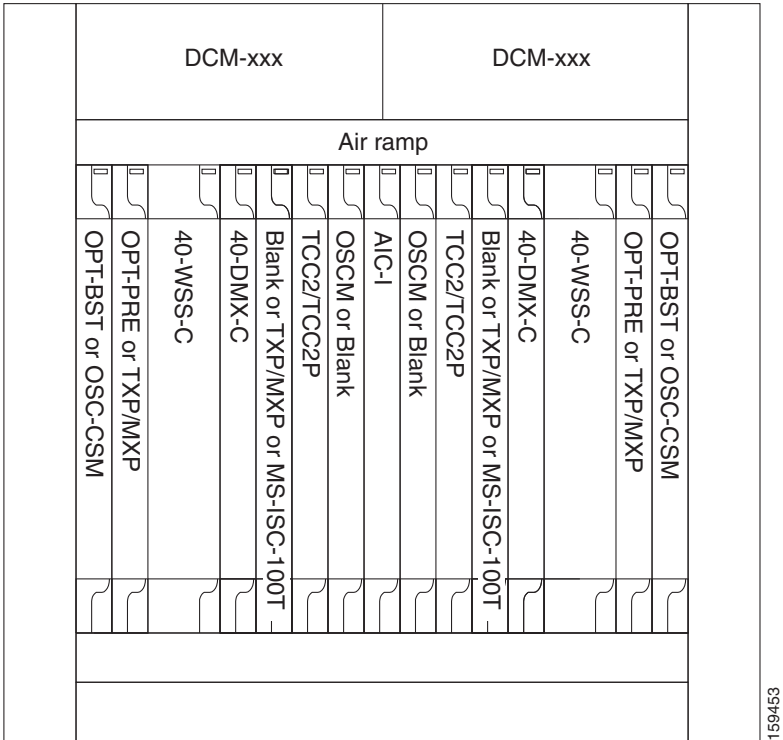 DCM-xxx
DCM-xxx
Air ramp
OPT-BST or OSC-CSM
OPT-PRE or TXP/MXP
40-WSS-C
40-DMX-C
Blank or TXP/MXP or MS-ISC-100T
TCC2/TCC2P
OSCM or Blank
AIC-I
OSCM or Blank
TCC2/TCC2P
Blank or TXP/MXP or MS-ISC-100T
40-DMX-C
40-WSS-C
OPT-PRE or TXP/MXP
OPT-BST or OSC-CSM
159453